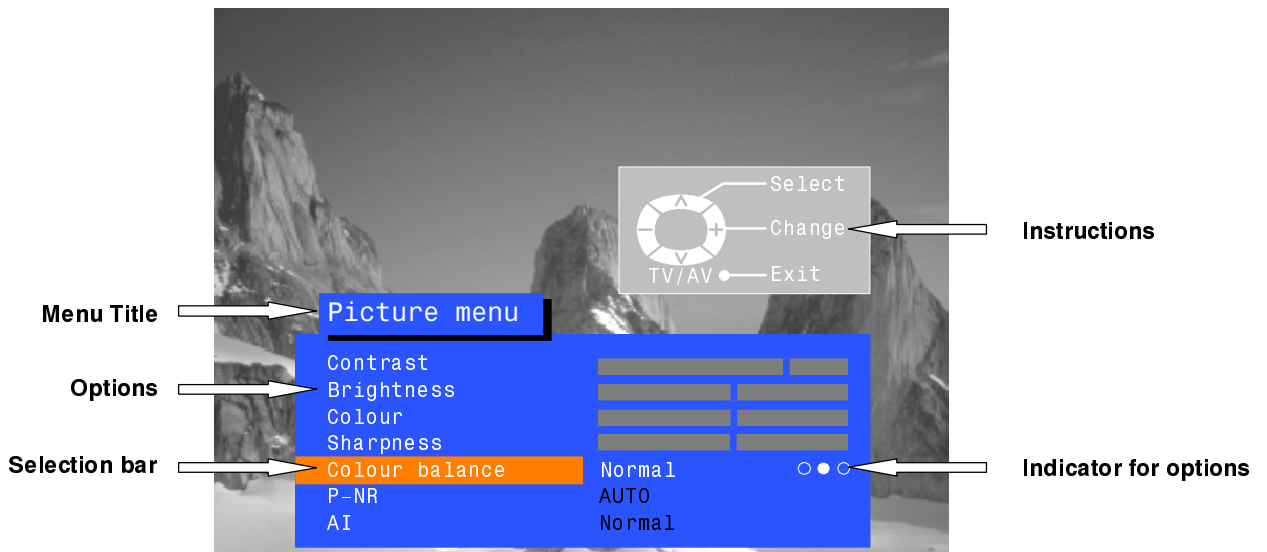 Select
Change
Instructions
TV/AV
Exit
Menu Title
Picture menu
Contrast
Options
Brightness
Colour
Sharpness
Selection bar
Colour balance
Normal
Indicator for options
P-NR
AUTO
AI
Normal